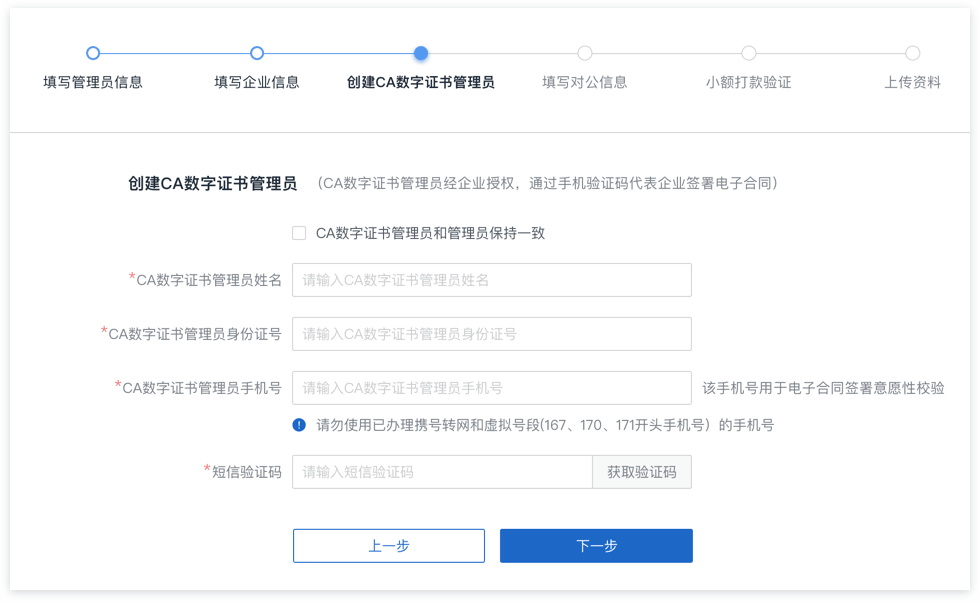 填写管理员信息 填写企业信息 创建CA数字证书管理员 填写对公信息 小额打款验证 上传资料
创建CA数字证书管理员 （CA数字证书管理员经企业授权，通过手机验证码代表企业签署电子合同）
CA数字证书管理员和管理员保持一致
*CA数字证书管理员姓名 请输入CA数字证书管理员姓名
*CA数字证书管理员身份证号 请输入CA数字证书管理员身份证号
*CA数字证书管理员手机号 请输入CA数字证书管理员手机号 该手机号用于电子合同签署意愿性校验
! 请勿使用已办理携号转网和虚拟号段(167、170、171开头手机号）的手机号
*短信验证码 请输入短信验证码 获取验证码
上一步 下一步